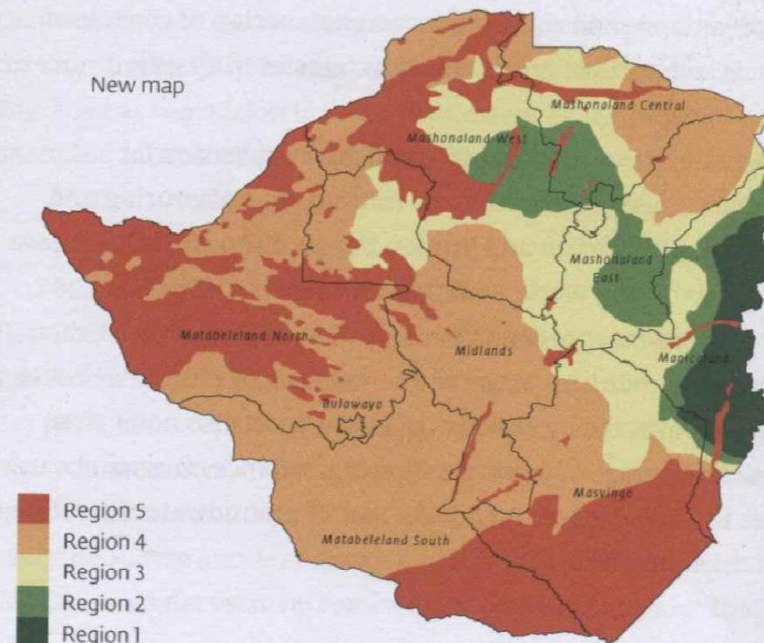 New map
Mashonaland Central
Mashonaland West
Mashonaland
East
Matabeleland North
Midlands
Manicaland
Bulawayo
Masvingo
Matabeleland South
Region 5
Region 4
Region 3
Region 2
Region 1